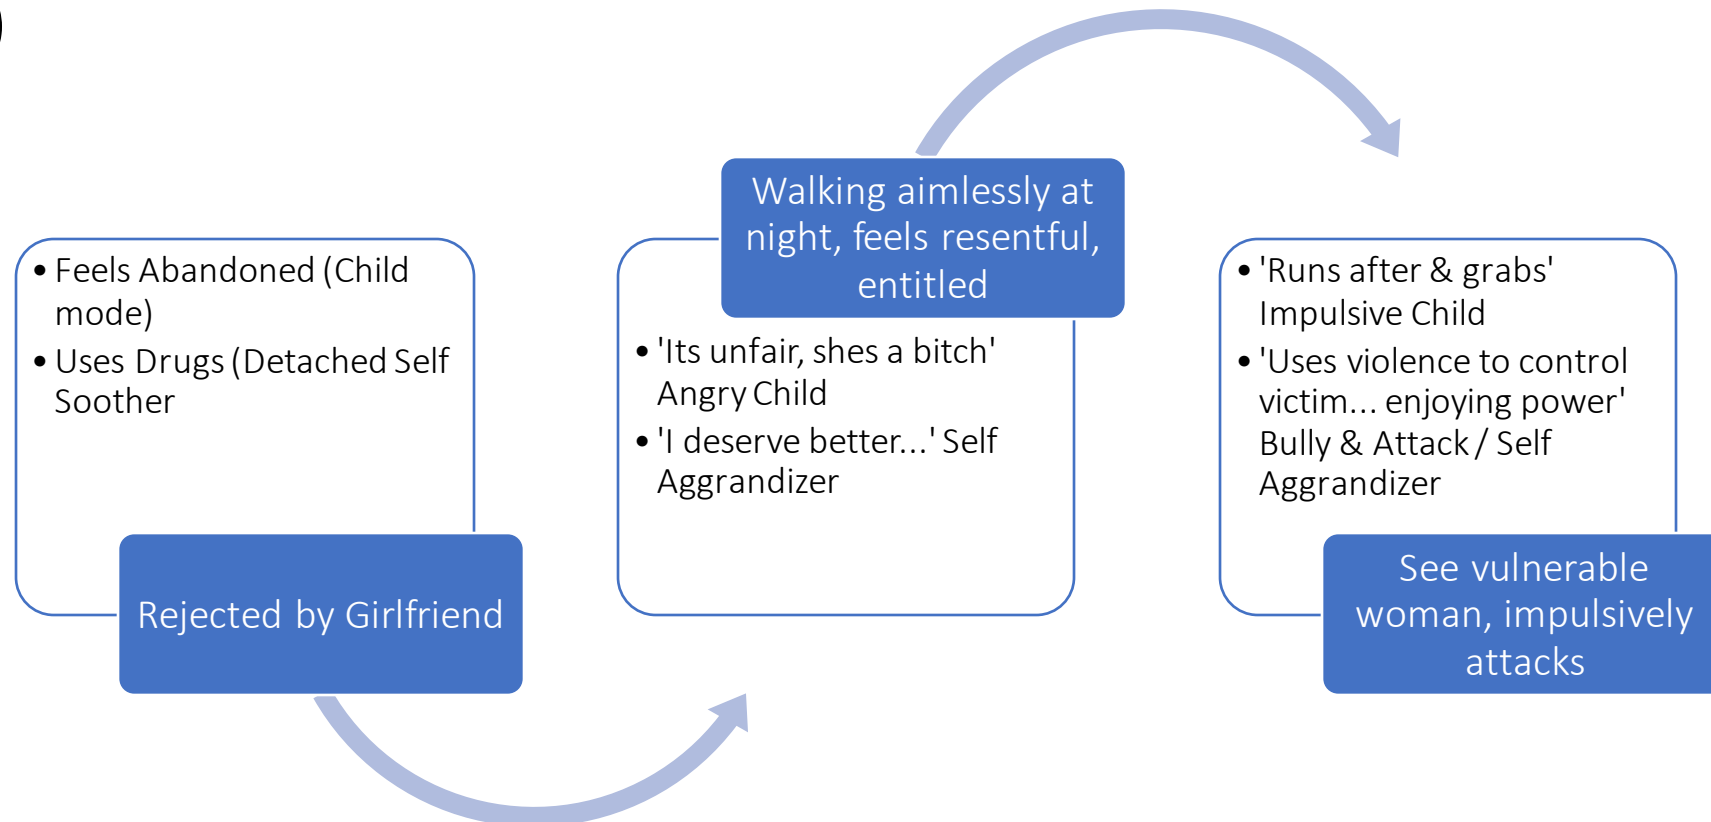 • Feels Abandoned (Child
mode)
• Uses Drugs (Detached Self
Soother
Rejected by Girlfriend
Walking aimlessly at
night, feels resentful,
entitled
• 'Its unfair, shes a bitch'
Angry Child
• 'I deserve better...' Self
Aggrandizer
• 'Runs after & grabs'
Impulsive Child
• 'Uses violence to control
victim... enjoying power'
Bully & Attack / Self
Aggrandizer
See vulnerable
woman, impulsively
attacks